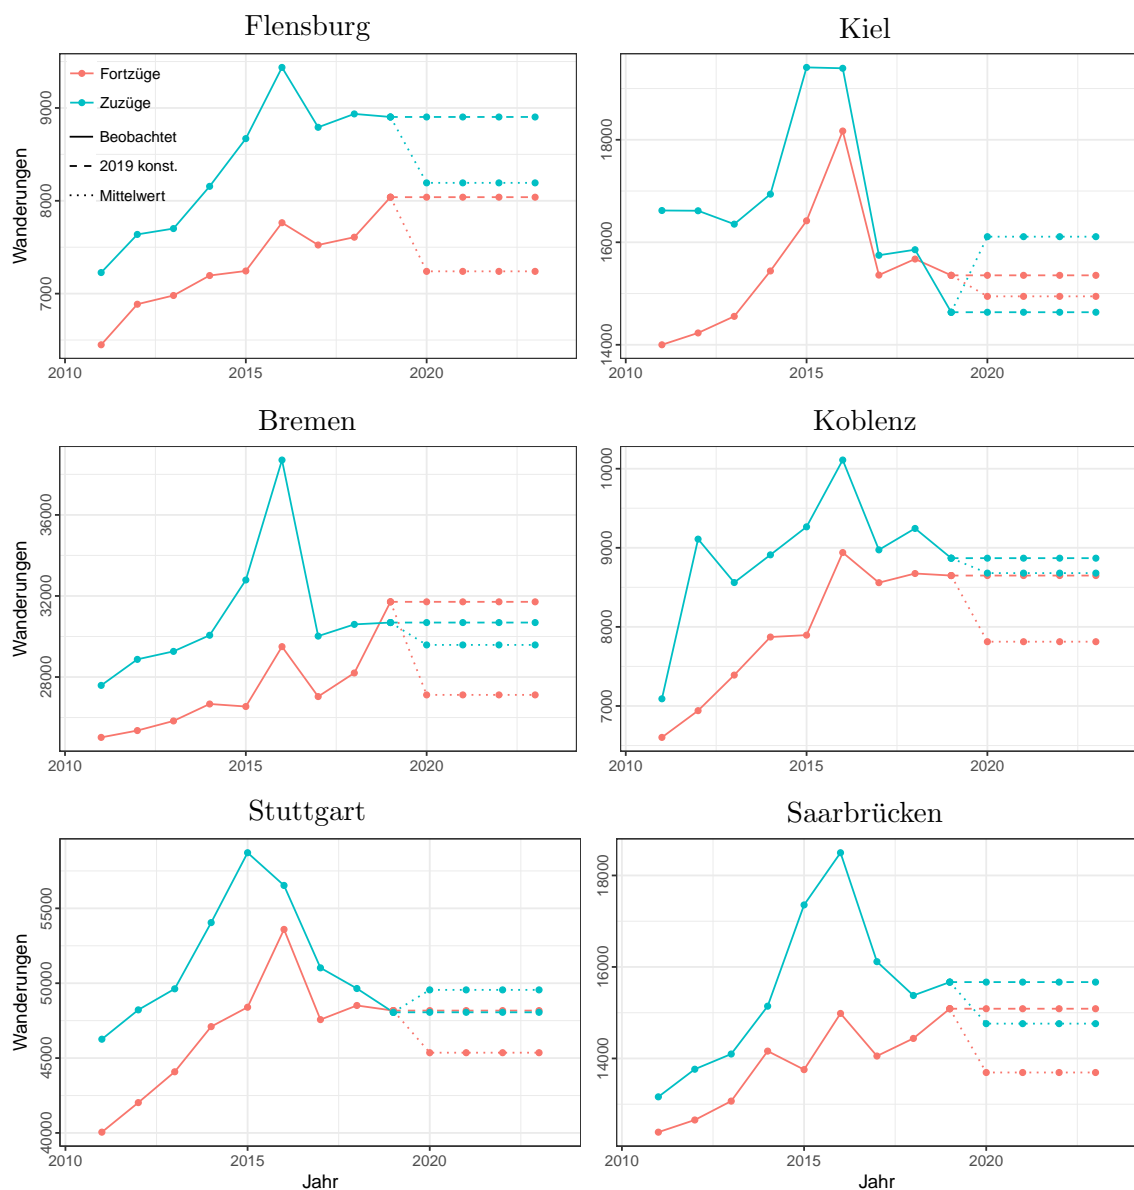 Flensburg
Kiel
Fortzüge
Zuzüge
Beobachtet
2019 konst.
Mittelwert
Wanderungen
9000
8000
7000
2010
2015
2020
18000
16000
14000
2010
2015
2020
Bremen
Koblenz
Wanderungen
36000
32000
28000
2010
2015
2020
10000
9000
8000
7000
2010
2015
2020
Stuttgart
Saarbrücken
Wanderungen
55000
50000
45000
40000
2010
2015
2020
Jahr
18000
16000
14000
2010
2015
2020
Jahr